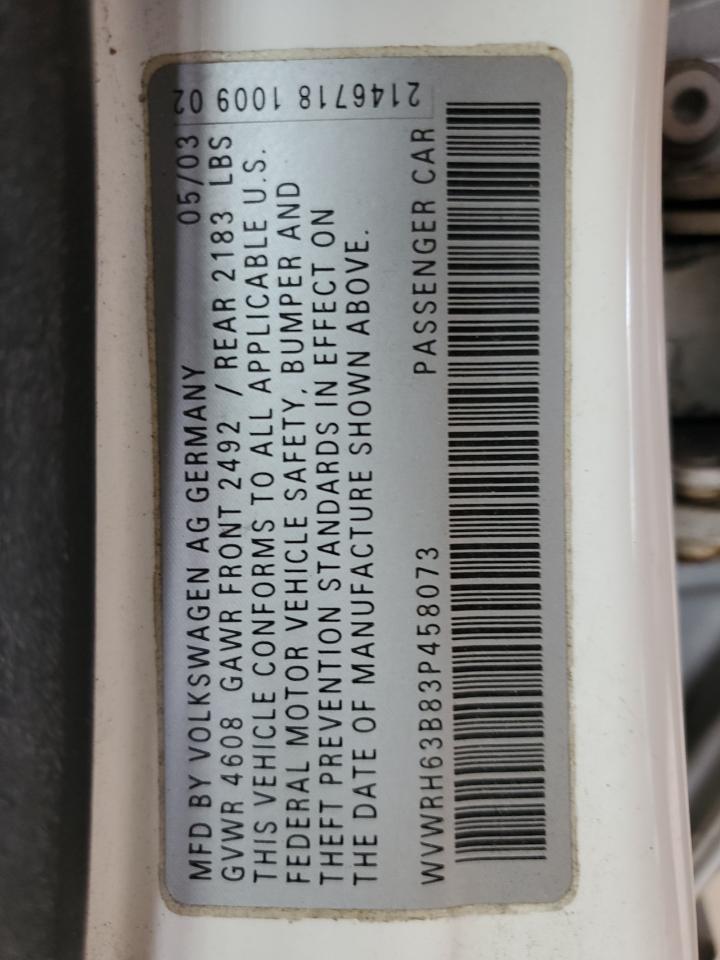 MFD BY VOLKSWAGEN AG GERMANY 05/03
GVWR 4608 GAWR FRONT 2492 / REAR 2183 LBS
THIS VEHICLE CONFORMS TO ALL APPLICABLE U.S.
FEDERAL MOTOR VEHICLE SAFETY, BUMPER AND
THEFT PREVENTION STANDARDS IN EFFECT ON
THE DATE OF MANUFACTURE SHOWN ABOVE.
WVWRH63B83P458073 PASSENGER CAR
2146718 1009 02